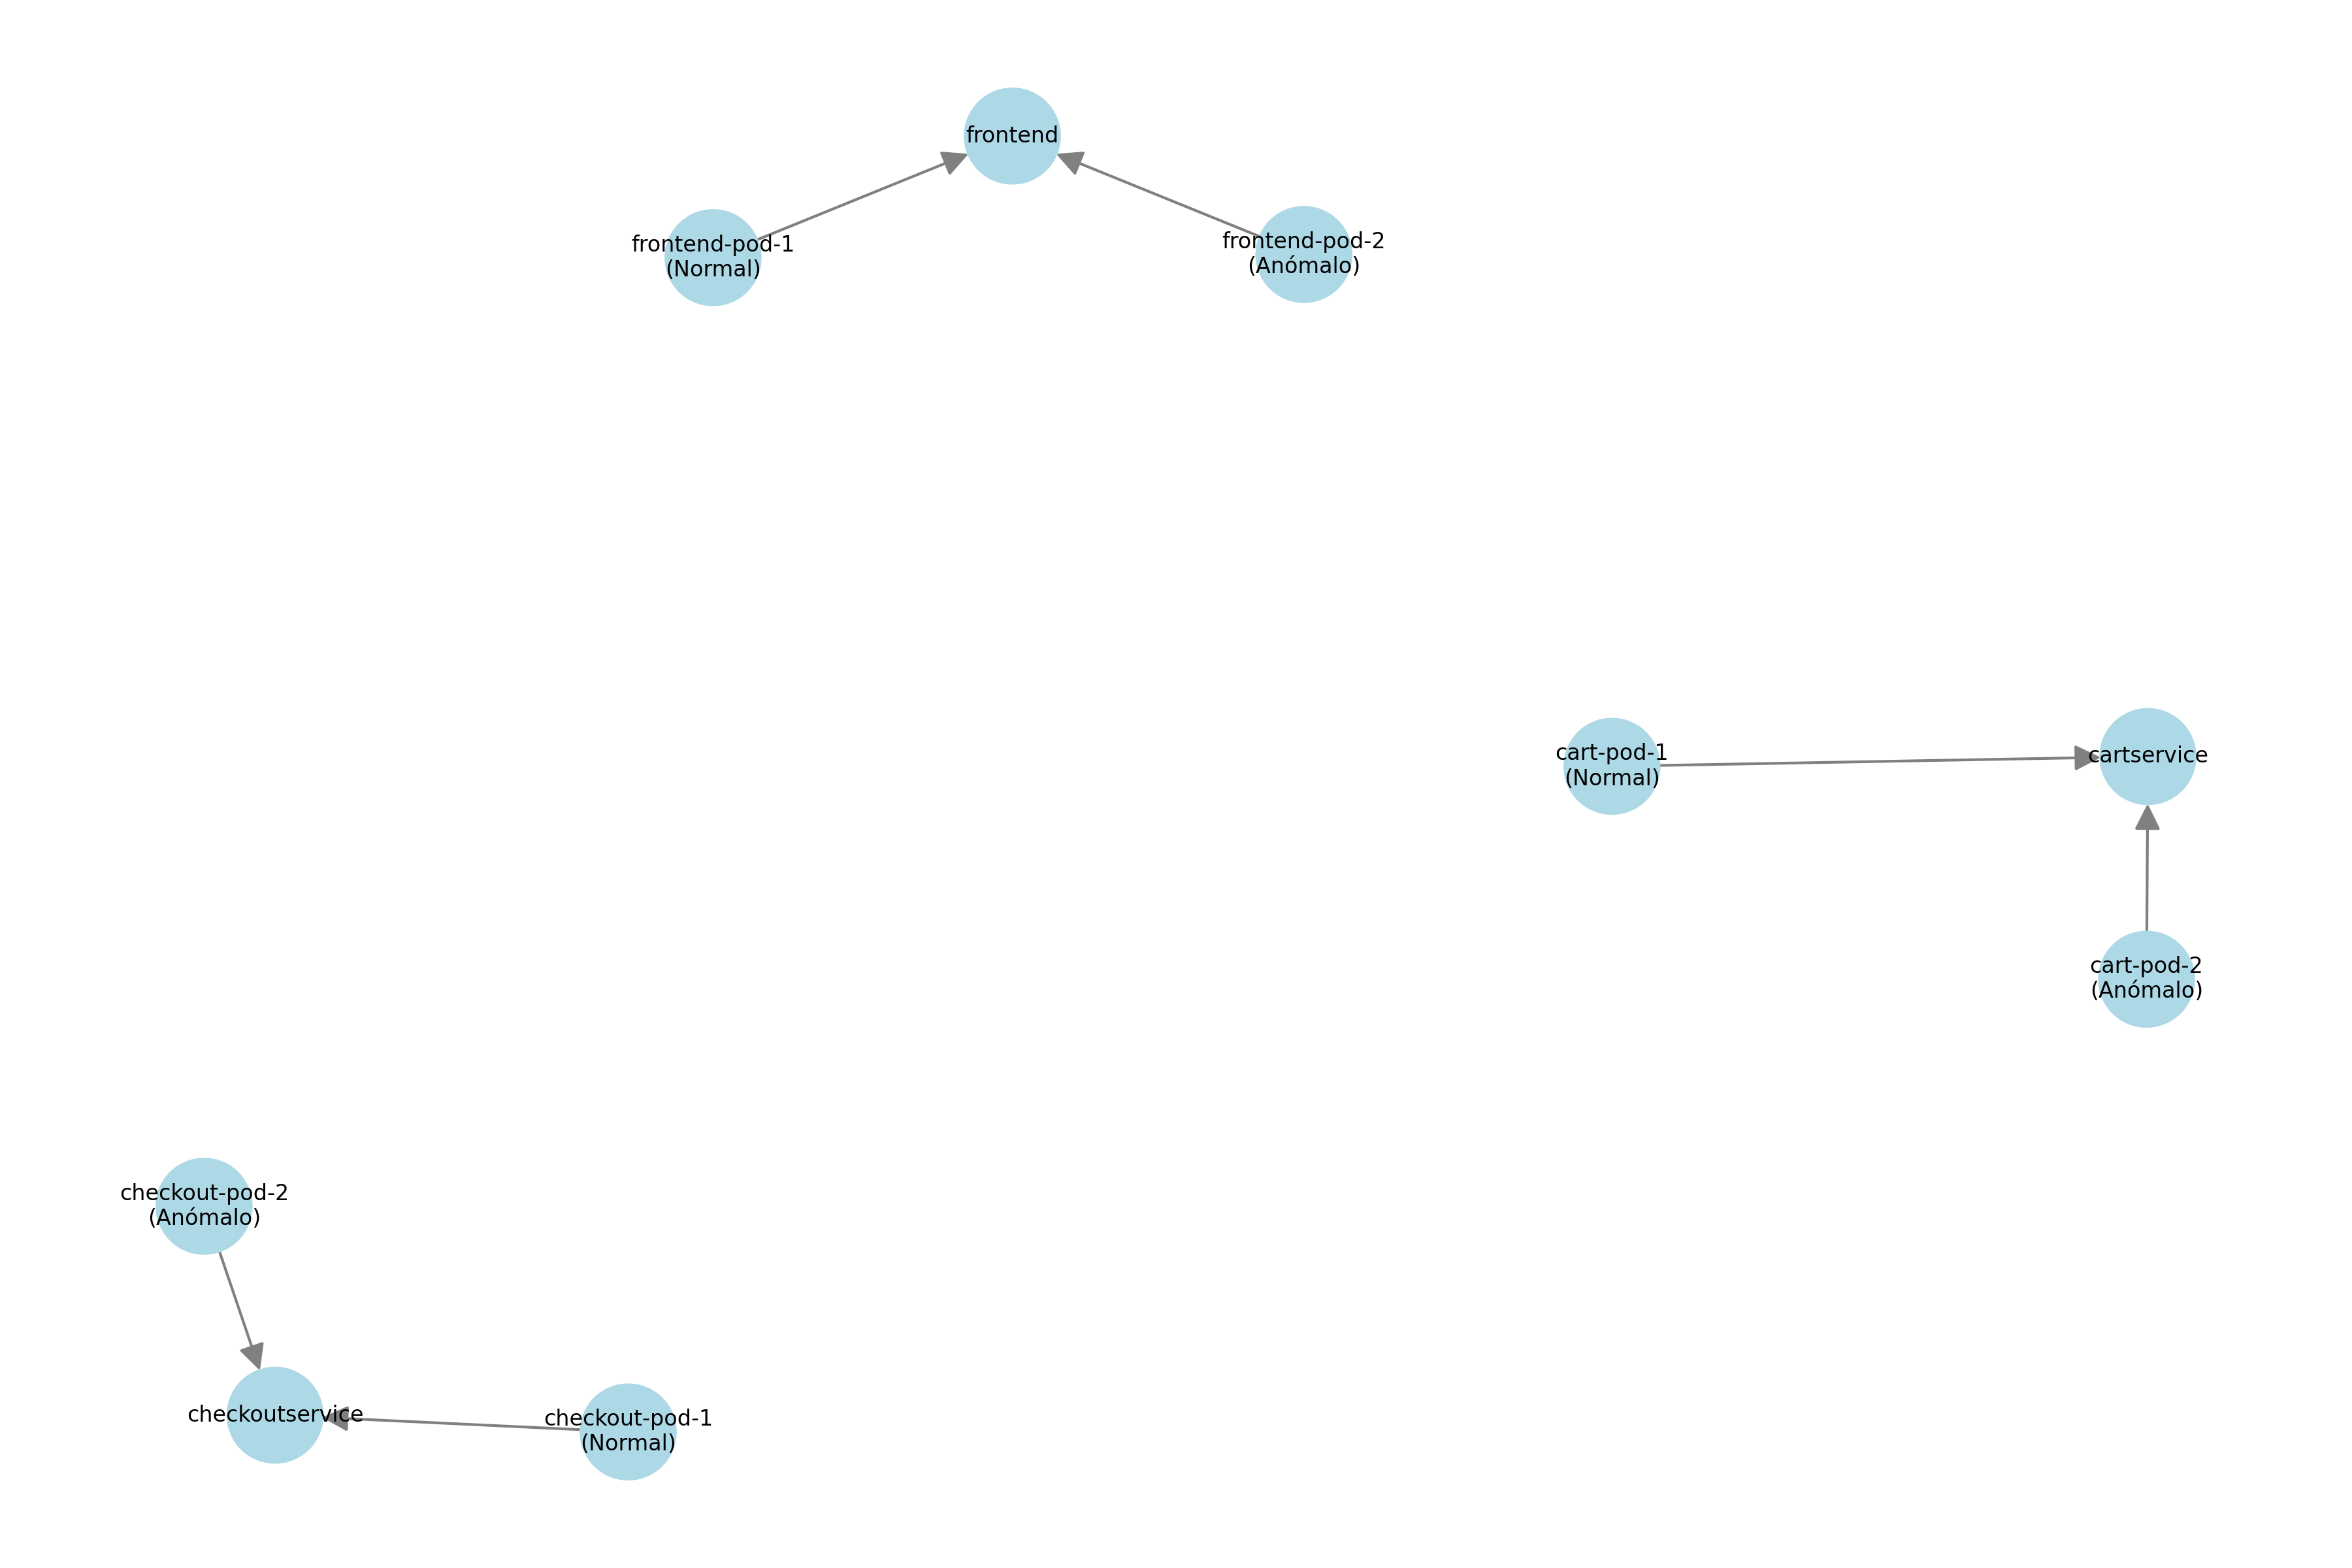 frontend
frontend-pod-1
(Normal)
frontend-pod-2
(Anómalo)
cart-pod-1
(Normal)
cartservice
cart-pod-2
(Anómalo)
checkout-pod-2
(Anómalo)
checkoutservice
checkout-pod-1
(Normal)